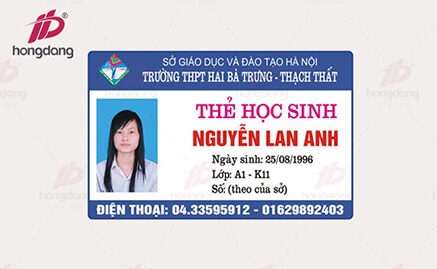 hongdang
SỞ GIÁO DỤC VÀ ĐÀO TẠO HÀ NỘI
TRƯỜNG THPT HAI BÀ TRƯNG - THẠCH THẤT
THẺ HỌC SINH
NGUYỄN LAN ANH
Ngày sinh: 25/08/1996
Lớp: A1 - K11
Số: (theo của sở)
ĐIỆN THOẠI: 04.33595912 - 01629892403